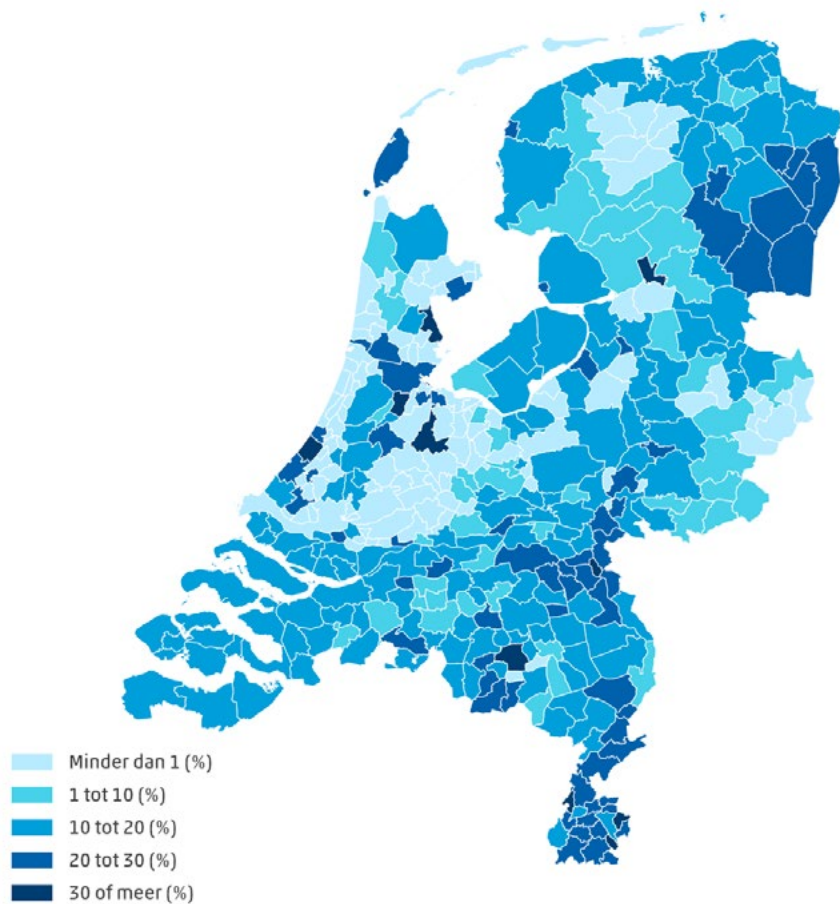 Minder dan 1 (%)
1 tot 10 (%)
10 tot 20 (%)
20 tot 30 (%)
30 of meer (%)